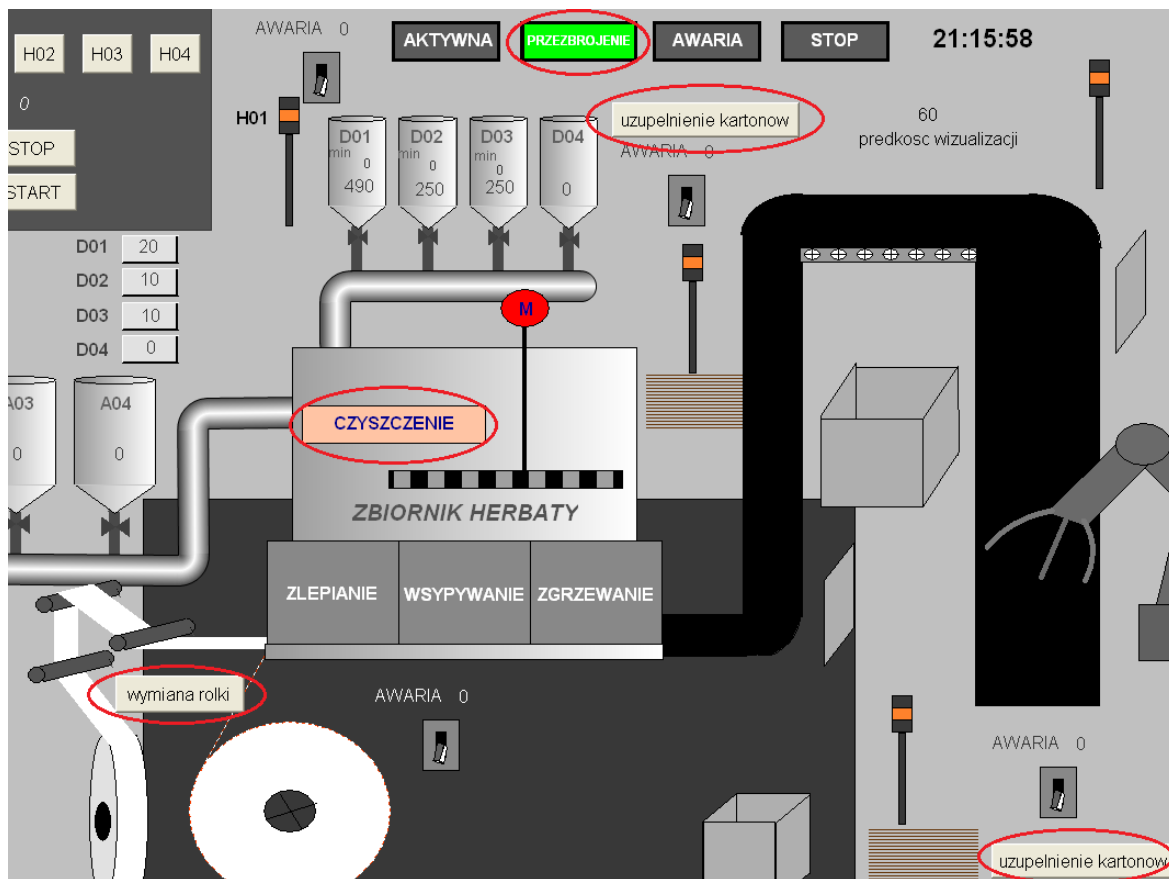 AWARIA 0
AKTYWNA
PRZEZBROJENIE
AWARIA
STOP
21:15:58
H02
H03
H04
0
STOP
START
H01
D01
min
0
490
D02
min
0
250
D03
min
0
250
D04
0
uzupelnienie kartonow
AWARIA 0
60
predkosc wizualizacji
D01 20
D02 10
D03 10
D04 0
A03
0
A04
0
M
CZYSZCZENIE
ZBIORNIK HERBATY
ZLEPIANIE
WSYPYWANIE
ZGRZEWANIE
wymiana rolki
AWARIA 0
AWARIA 0
uzupelnienie kartonow